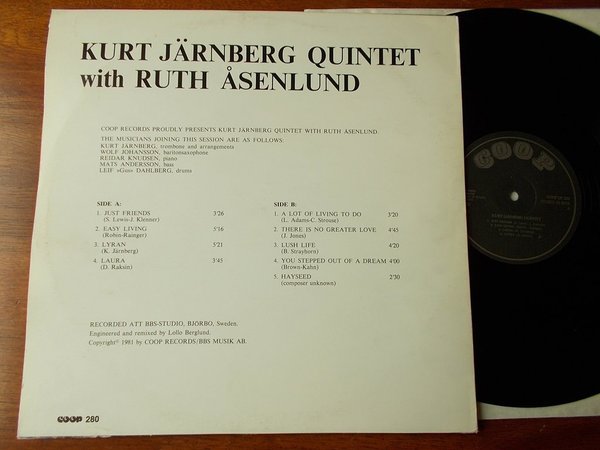 KURT JÄRNBERG QUINTET
with RUTH ÅSENLUND
COOP RECORDS PROUDLY PRESENTS KURT JÄRNBERG QUINTET WITH RUTH ÅSENLUND.
THE MUSICIANS JOINING THIS SESSION ARE AS FOLLOWS:
KURT JÄRNBERG, trombone and arrangements
WOLF JOHANSSON, baritonsaxophone
REIDAR KNUDSEN, piano
MATS ANDERSSON, bass
LEIF »Gus» DAHLBERG, drums
SIDE A:
1. JUST FRIENDS 3'26
(S. Lewis-J. Klenner)
2. EASY LIVING 5'16
(Robin-Rainger)
3. LYRAN 5'21
(K. Järnberg)
4. LAURA 3'45
(D. Raksin)
SIDE B:
1. A LOT OF LIVING TO DO 3'20
(L. Adams-C. Strouse)
2. THERE IS NO GREATER LOVE 4'45
(J. Jones)
3. LUSH LIFE 4'20
(B. Strayhorn)
4. YOU STEPPED OUT OF A DREAM 4'00
(Brown-Kahn)
5. HAYSEED 2'30
(composer unknown)
RECORDED ATT BBS-STUDIO, BJÖRBO, Sweden.
Engineered and remixed by Lollo Berglund.
Copyright© 1981 by COOP RECORDS/BBS MUSIK AB.
COOP 280
COOP
KURT JÄRNBERG QUINTET